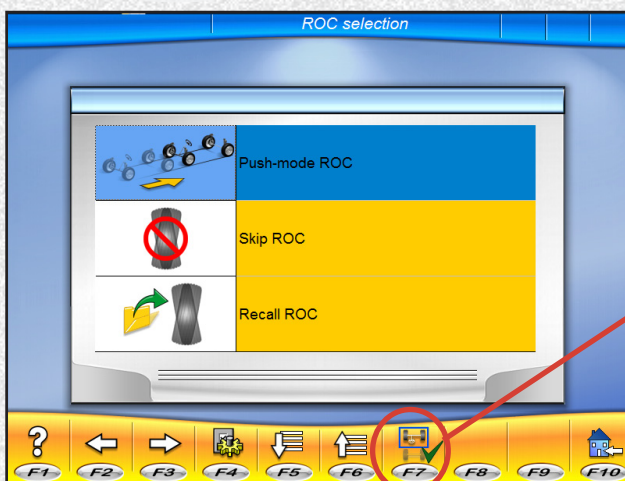 ROC selection
Push-mode ROC
Skip ROC
Recall ROC
?
F1 F2 F3 F4 F5 F6 F7 F8 F9 F10